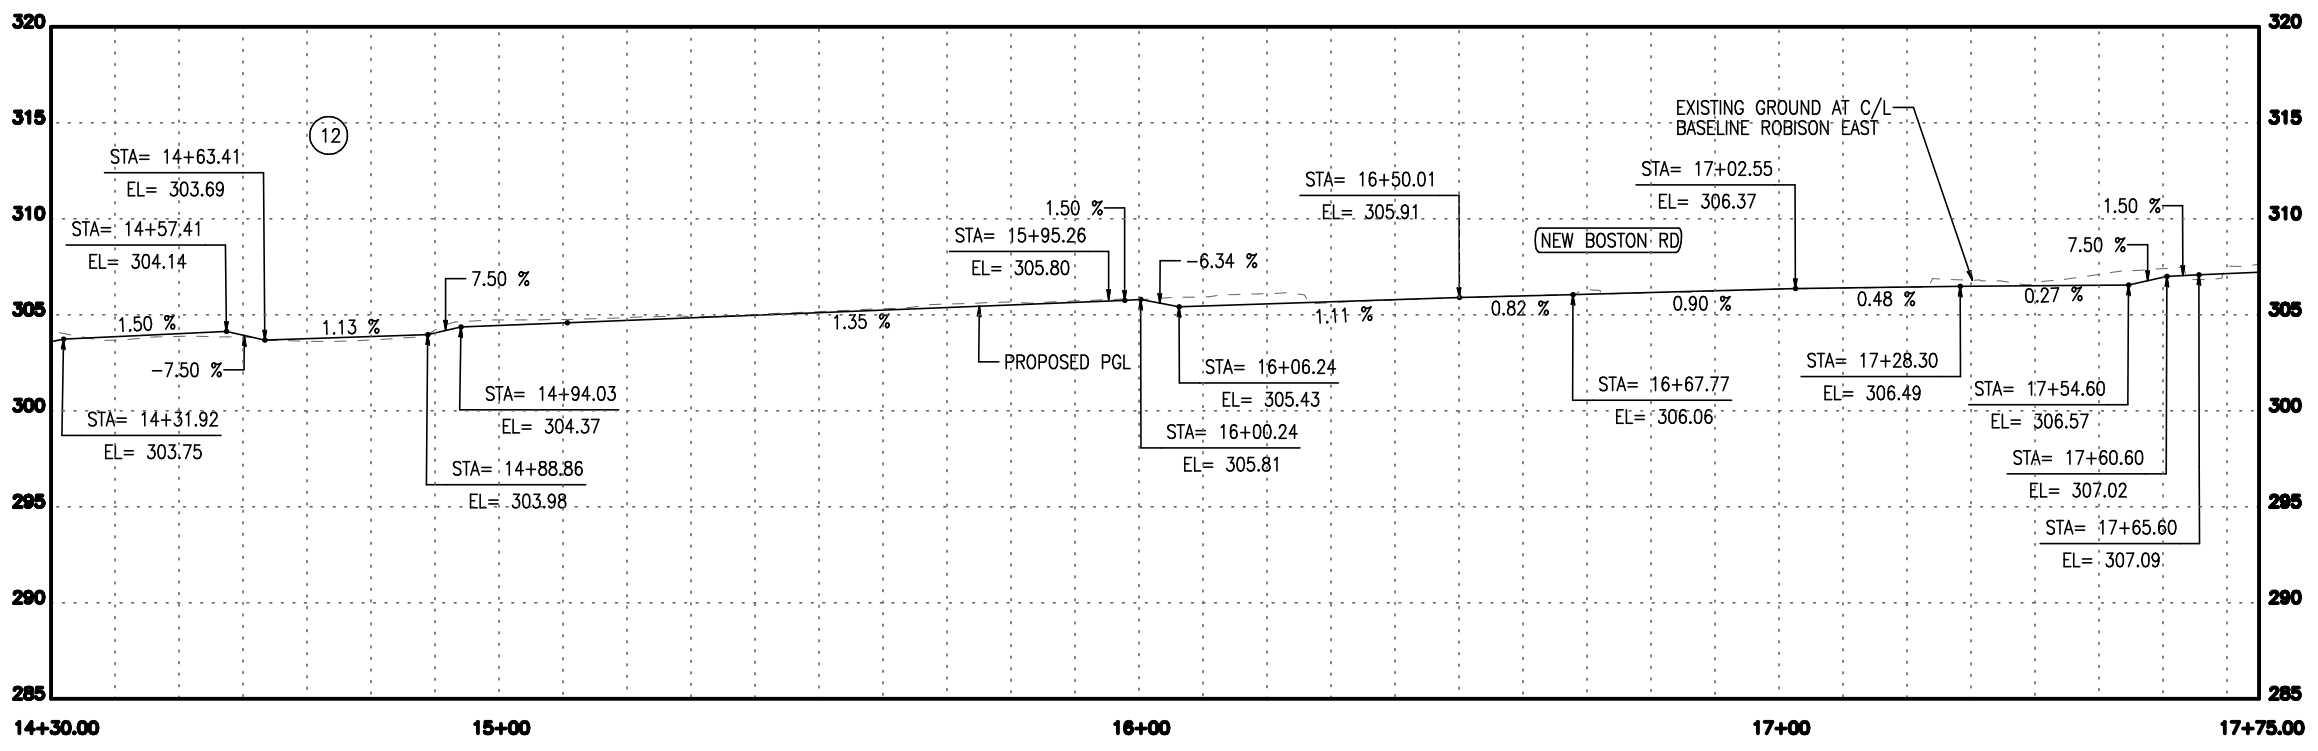 320
320
315
315
310
310
305
305
300
300
295
295
290
290
285
285
12
STA= 14+63.41
EL= 303.69
STA= 14+57.41
EL= 304.14
1.50 %
-7.50 %
1.13 %
7.50 %
STA= 14+31.92
EL= 303.75
STA= 14+94.03
EL= 304.37
STA= 14+88.86
EL= 303.98
1.35 %
STA= 15+95.26
EL= 305.80
1.50 %
-6.34 %
PROPOSED PGL
STA= 16+06.24
EL= 305.43
STA= 16+00.24
EL= 305.81
STA= 16+50.01
EL= 305.91
1.11 %
0.82 %
NEW BOSTON RD
STA= 16+67.77
EL= 306.06
STA= 17+02.55
EL= 306.37
0.90 %
0.48 %
EXISTING GROUND AT C/L
BASELINE ROBISON EAST
STA= 17+28.30
EL= 306.49
0.27 %
STA= 17+54.60
EL= 306.57
1.50 %
7.50 %
STA= 17+60.60
EL= 307.02
STA= 17+65.60
EL= 307.09
14+30.00
15+00
16+00
17+00
17+75.00